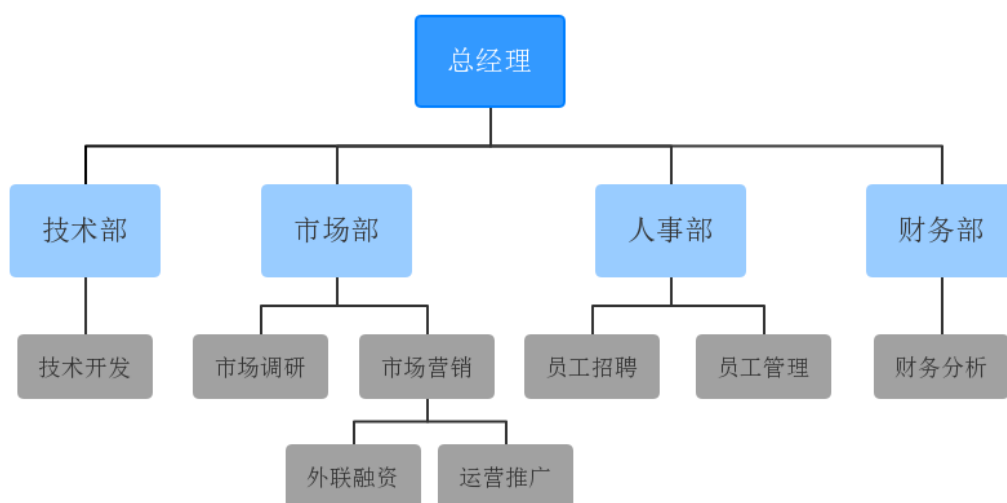 总经理
技术部
市场部
人事部
财务部
技术开发
市场调研
市场营销
员工招聘
员工管理
财务分析
外联融资
运营推广